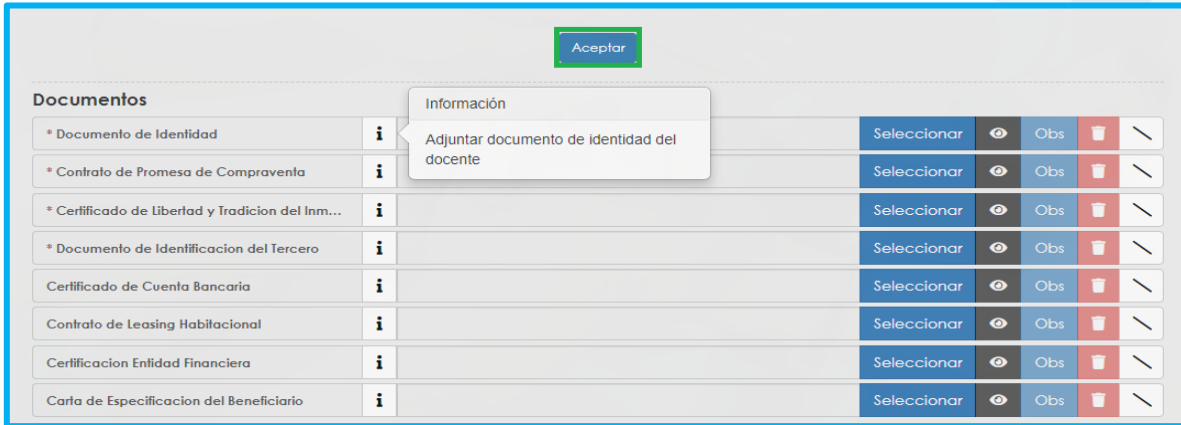 Aceptar
Documentos
Información
Adjuntar documento de identidad del
docente
* Documento de Identidad i Seleccionar Obs
* Contrato de Promesa de Compraventa i Seleccionar Obs
* Certificado de Libertad y Tradicion del Inm... i Seleccionar Obs
* Documento de Identificacion del Tercero i Seleccionar Obs
Certificado de Cuenta Bancaria i Seleccionar Obs
Contrato de Leasing Habitacional i Seleccionar Obs
Certificacion Entidad Financiera i Seleccionar Obs
Carta de Especificacion del Beneficiario i Seleccionar Obs